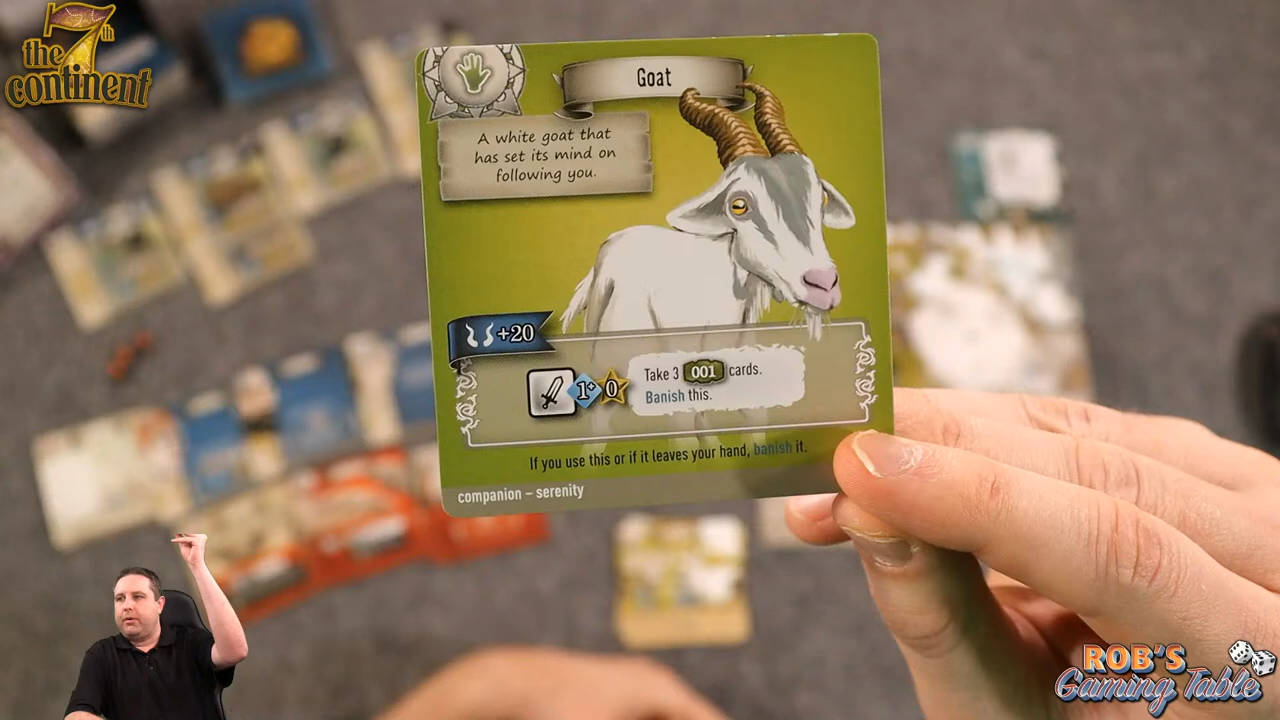 the
7th
continent
Goat
A white goat that
has set its mind on
following you.
+20
1+ 0
Take 3 001 cards.
Banish this.
If you use this or if it leaves your hand, banish it.
companion – serenity
ROB'S
Gaming Table